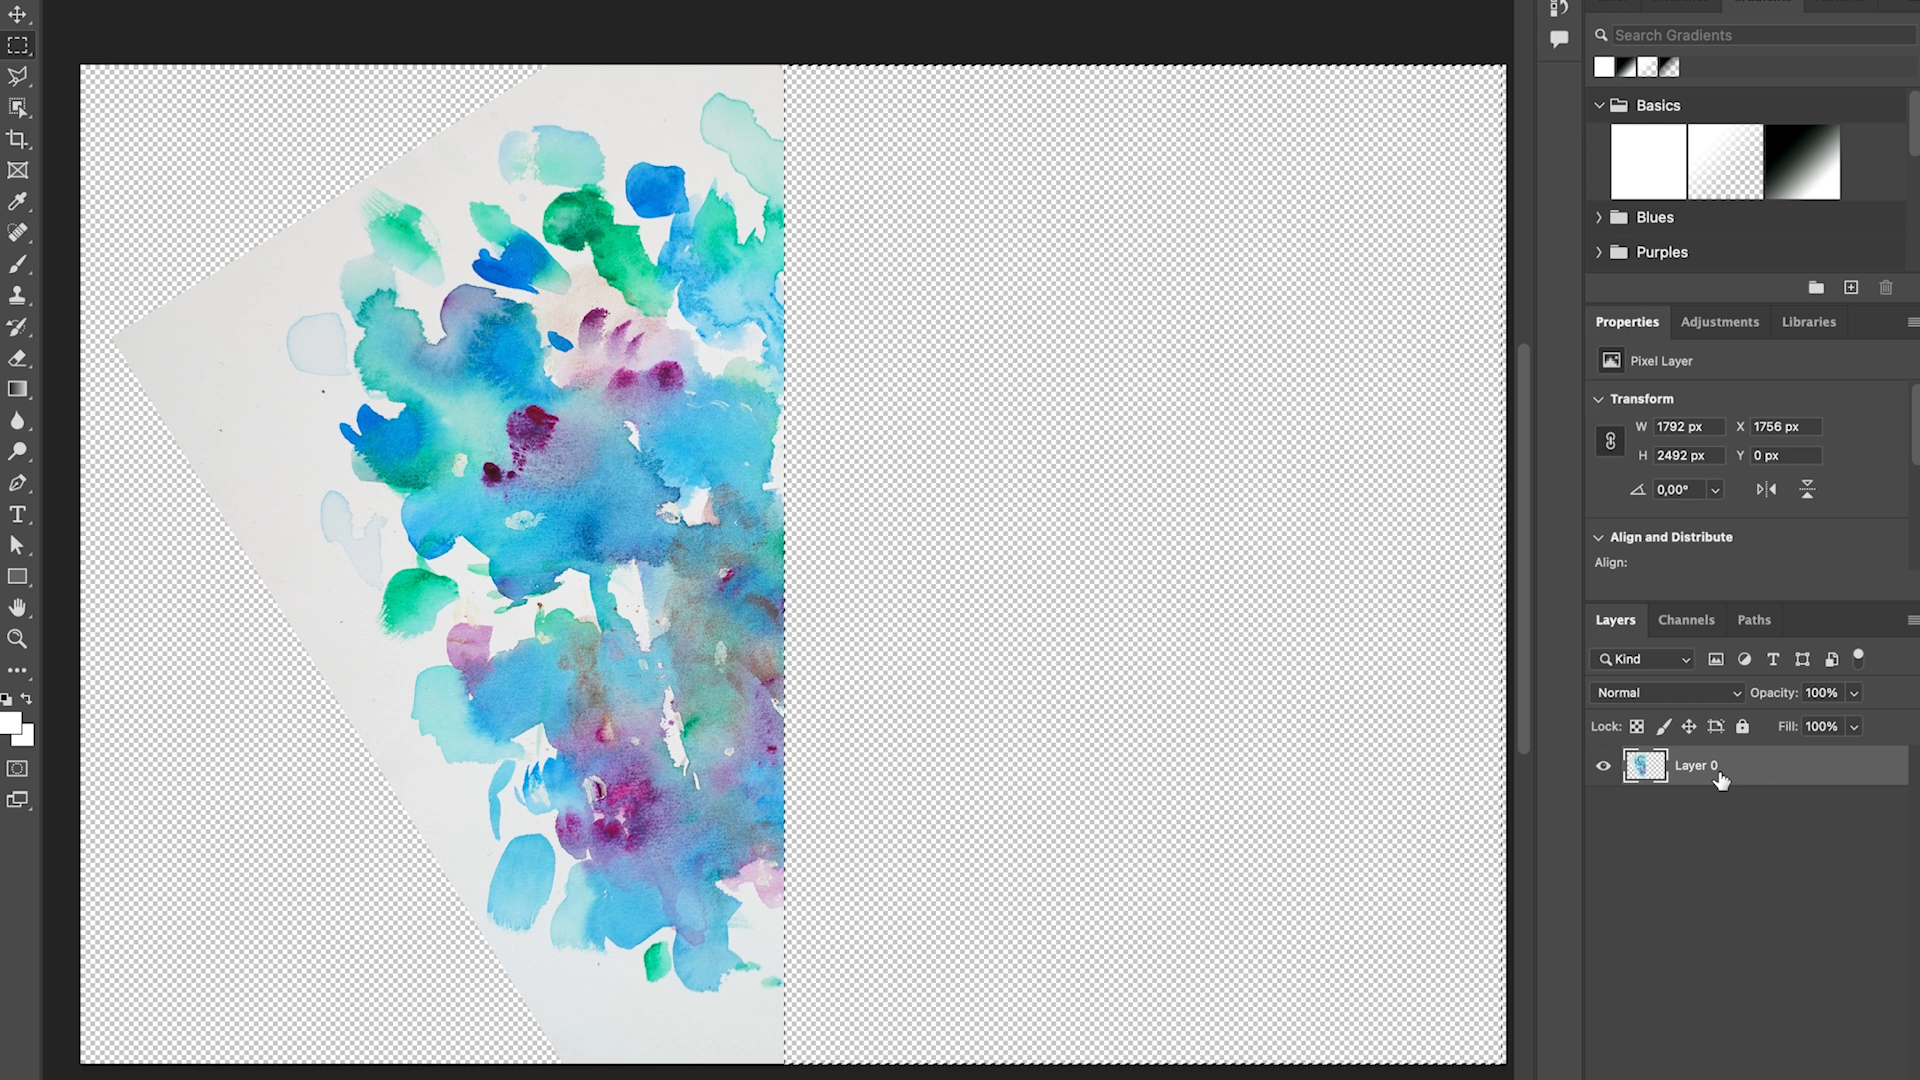 Search Gradients
Basics
Blues
Purples
Properties Adjustments Libraries
Pixel Layer
Transform
W 1792 px X 1756 px
H 2492 px Y 0 px
0,00°
Align and Distribute
Align:
Layers Channels Paths
Kind
Normal Opacity: 100%
Lock: Fill: 100%
Layer 0